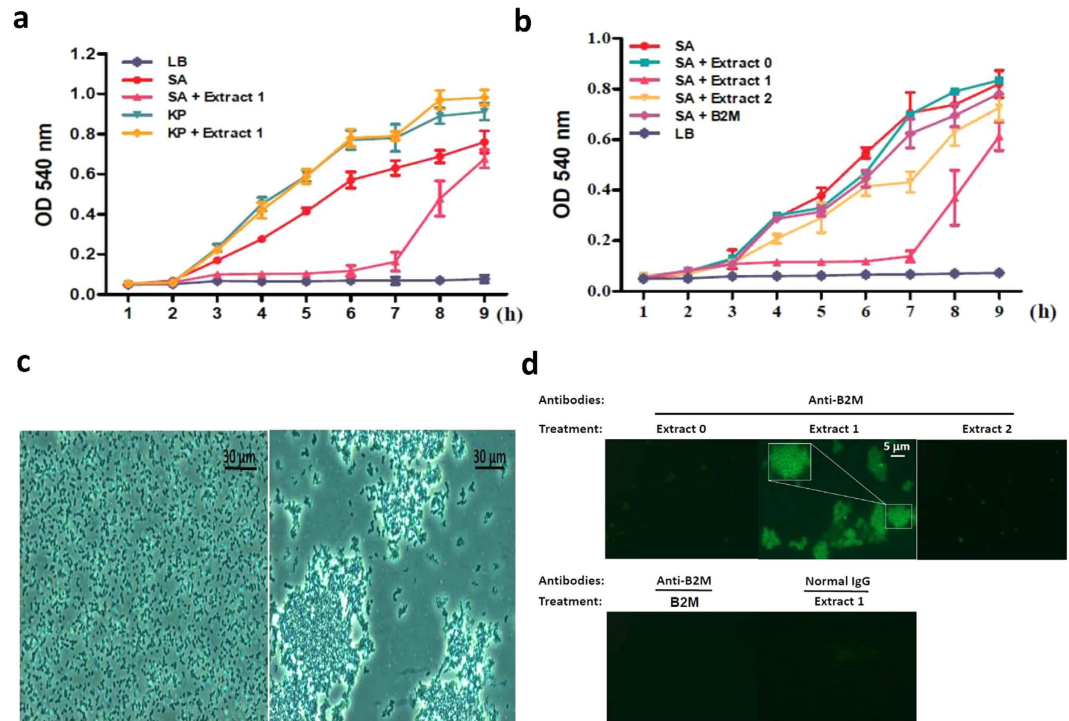 a
1.2
1.0
0.8
0.6
0.4
0.2
0.0
OD 540 nm
LB
SA
SA + Extract 1
KP
KP + Extract 1
1 2 3 4 5 6 7 8 9 (h)
b
1.0
0.8
0.6
0.4
0.2
0.0
OD 540 nm
SA
SA + Extract 0
SA + Extract 1
SA + Extract 2
SA + B2M
LB
1 2 3 4 5 6 7 8 9 (h)
c
30 µm
30 µm
d
Antibodies: Anti-B2M
Treatment: Extract 0 Extract 1 Extract 2
5 µm
Antibodies: Anti-B2M Normal IgG
Treatment: B2M Extract 1